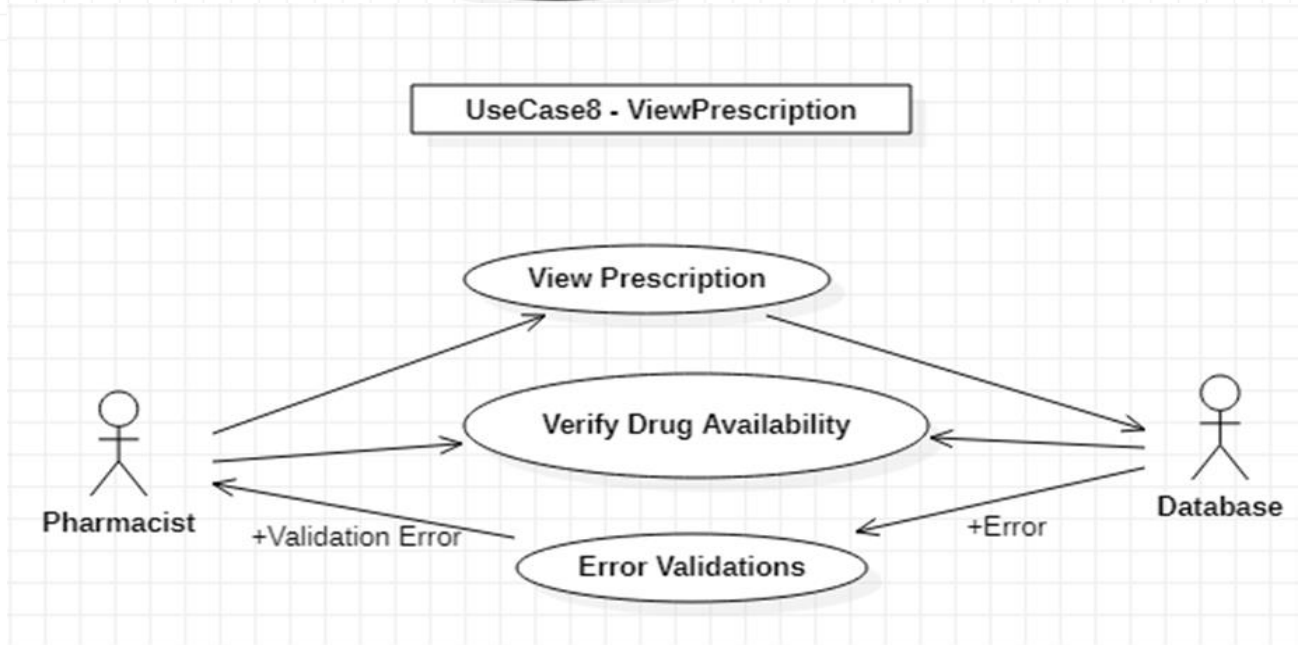 UseCase8 - ViewPrescription
View Prescription
Verify Drug Availability
Pharmacist
Database
+Validation Error
+Error
Error Validations